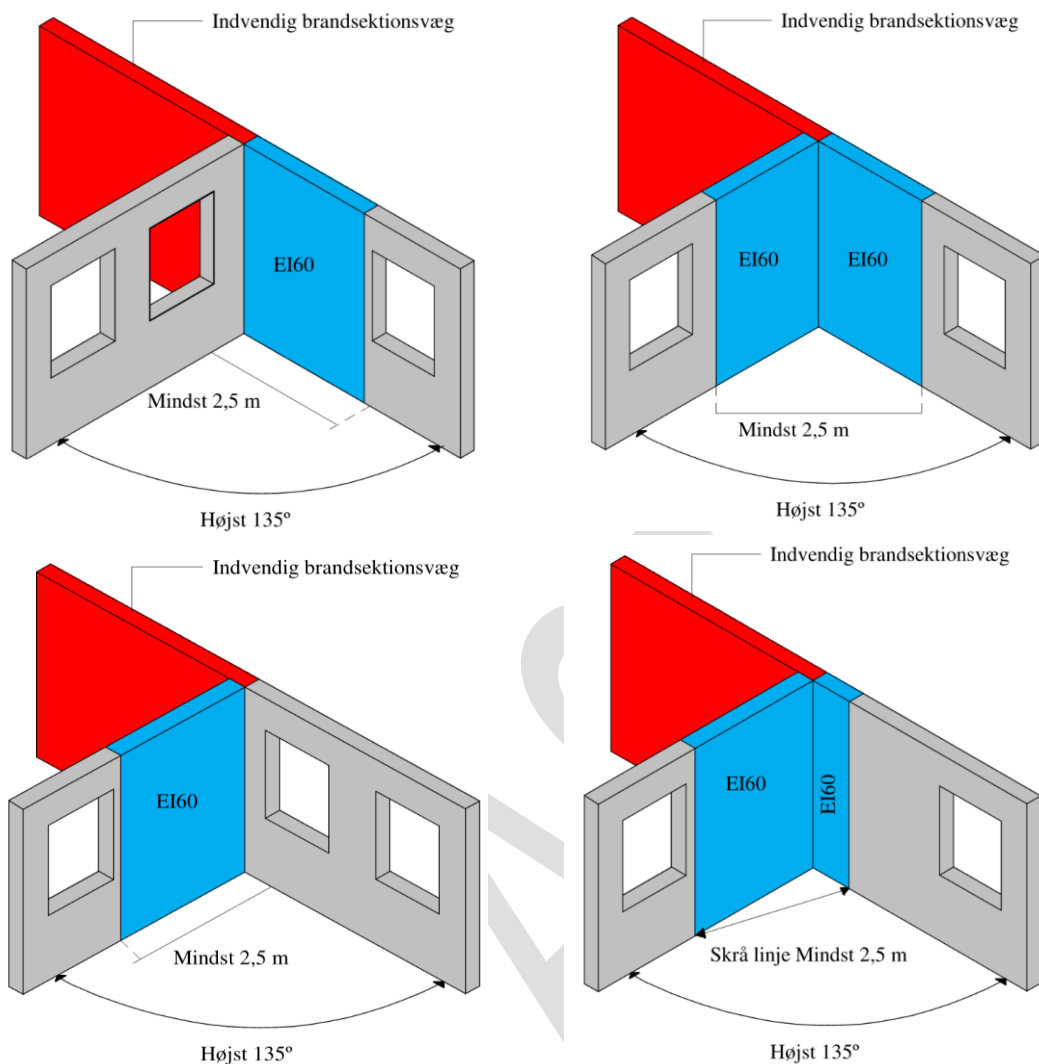 Indvendig brandsektionsvæg
EI60
Mindst 2,5 m
Højst 135º
Indvendig brandsektionsvæg
EI60
EI60
Mindst 2,5 m
Højst 135º
Indvendig brandsektionsvæg
EI60
Mindst 2,5 m
Højst 135º
Indvendig brandsektionsvæg
EI60
EI60
Skrå linje Mindst 2,5 m
Højst 135º